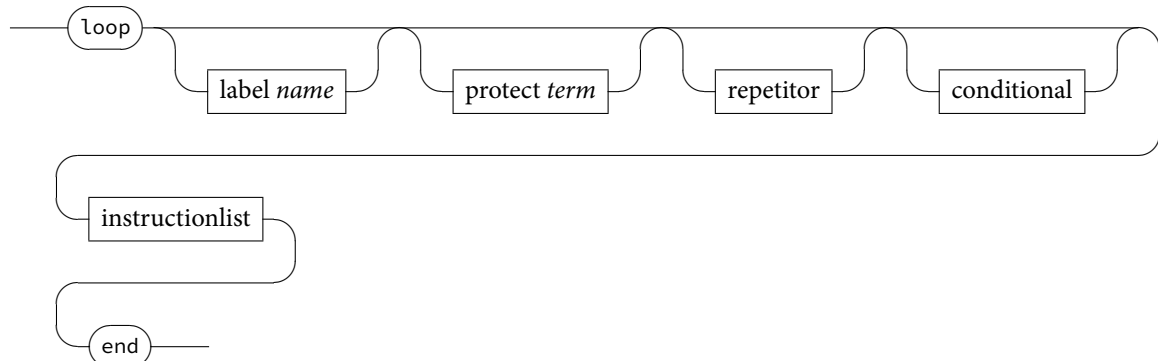 loop
label name protect term repetitor conditional
instructionlist
end